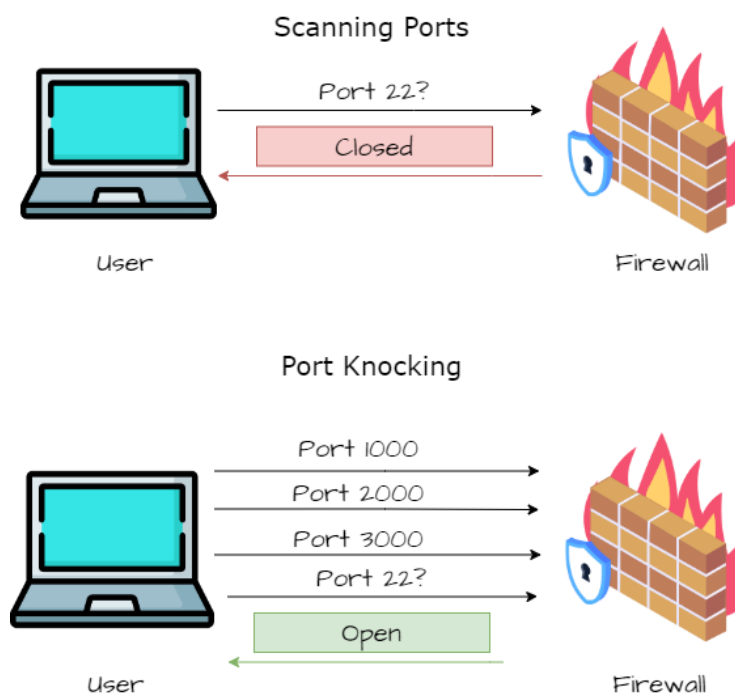 Scanning Ports
Port 22?
Closed
User
Firewall
Port Knocking
Port 1000
Port 2000
Port 3000
Port 22?
Open
User
Firewall